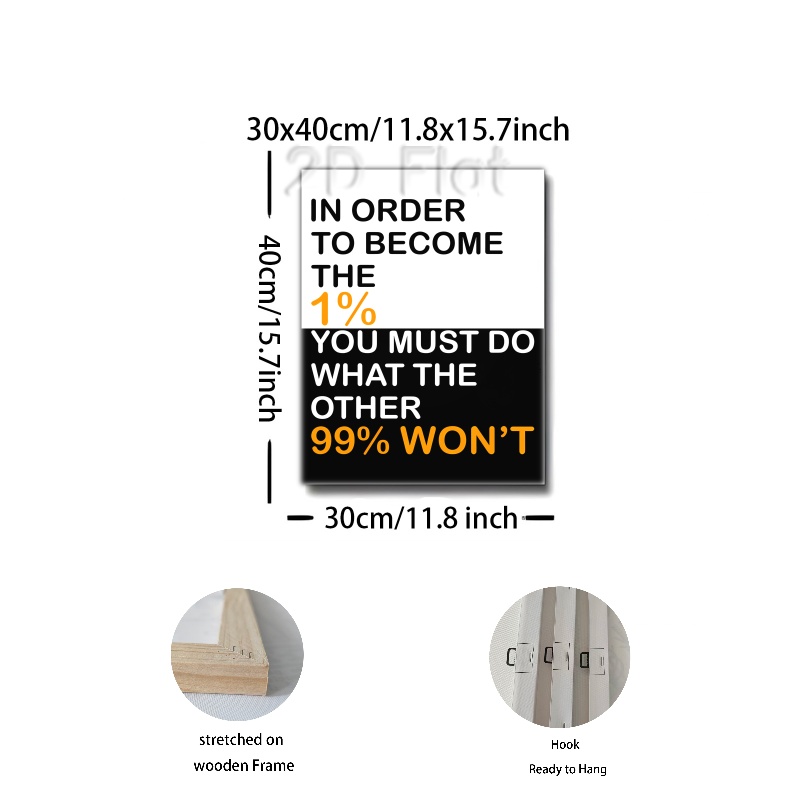 30x40cm/11.8x15.7inch
2D Flat
IN ORDER
TO BECOME
THE
1%
YOU MUST DO
WHAT THE
OTHER
99% WON’T
40cm/15.7inch
30cm/11.8 inch
stretched on
wooden Frame
Hook
Ready to Hang